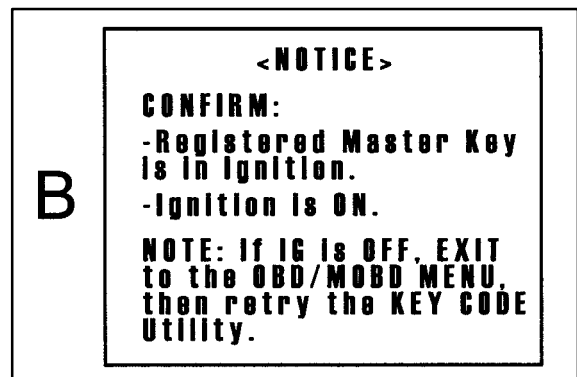 B
<NOTICE>
CONFIRM:
-Registered Master Key
is in Ignition.
-Ignition is ON.
NOTE: If IG is OFF, EXIT
to the OBD/MOBD MENU,
then retry the KEY CODE
Utility.